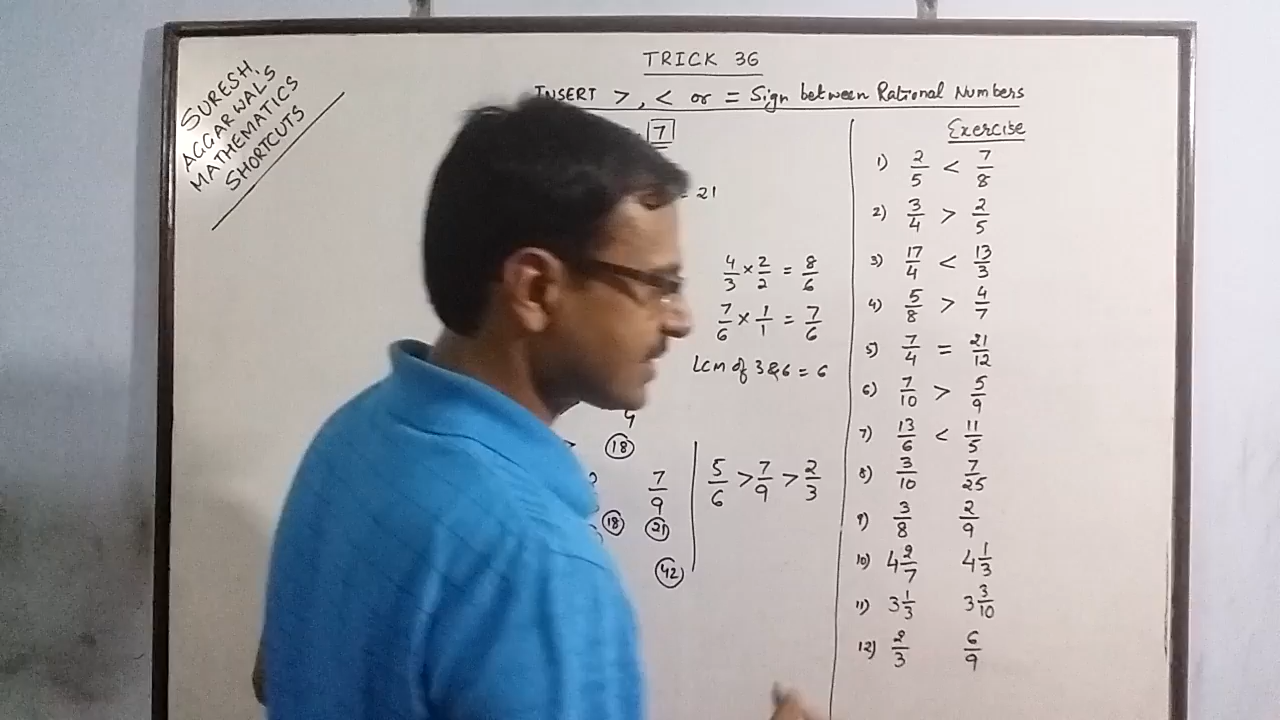 SURESH
AGGARWAL'S
MATHEMATICS
SHORTCUTS
TRICK 36
INSERT >, < or = Sign between Rational Numbers
7
= 21
4/3 × 2/2 = 8/6
7/6 × 1/1 = 7/6
LCM of 3 & 6 = 6
4
18
7/9
18 21
42
5/6 > 7/9 > 2/3
Exercise
1) 2/5 < 7/8
2) 3/4 > 2/5
3) 17/4 < 13/3
4) 5/8 > 4/7
5) 7/4 = 21/12
6) 7/10 > 5/9
7) 13/6 < 11/5
8) 3/10 7/25
9) 3/8 2/9
10) 4 2/7 4 1/3
11) 3 1/3 3 3/10
12) 2/3 6/9